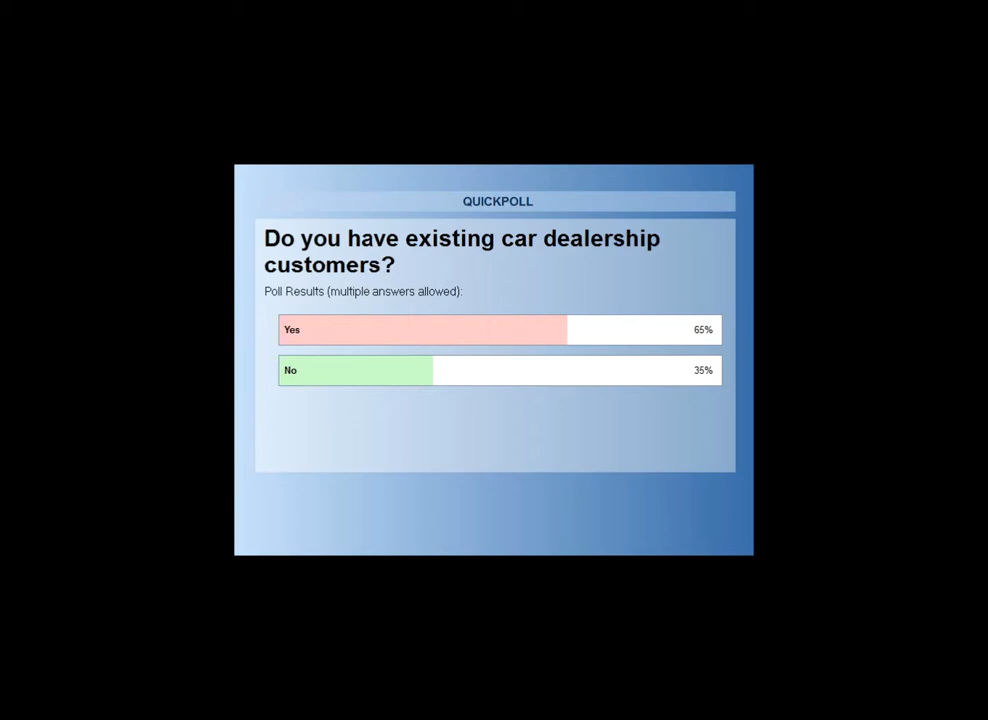 QUICKPOLL
Do you have existing car dealership
customers?
Poll Results (multiple answers allowed):
Yes 65%
No 35%